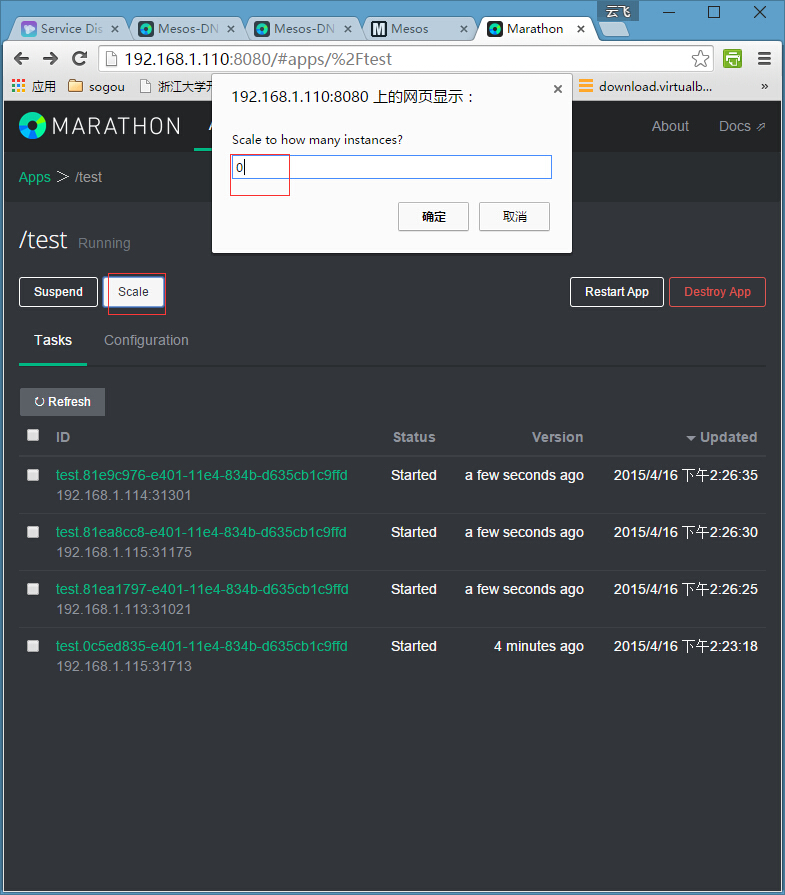 云飞
Service Dis
Mesos-DN
Mesos-DN
Mesos
Marathon
192.168.1.110:8080/#apps/%2Ftest
应用
sogou
浙江大学开
download.virtualb...
»
192.168.1.110:8080 上的网页显示：
Scale to how many instances?
0
确定
取消
MARATHON
About
Docs
Apps > /test
/test Running
Suspend
Scale
Restart App
Destroy App
Tasks
Configuration
Refresh
ID Status Version Updated
test.81e9c976-e401-11e4-834b-d635cb1c9ffd Started a few seconds ago 2015/4/16 下午2:26:35
192.168.1.114:31301
test.81ea8cc8-e401-11e4-834b-d635cb1c9ffd Started a few seconds ago 2015/4/16 下午2:26:30
192.168.1.115:31175
test.81ea1797-e401-11e4-834b-d635cb1c9ffd Started a few seconds ago 2015/4/16 下午2:26:25
192.168.1.113:31021
test.0c5ed835-e401-11e4-834b-d635cb1c9ffd Started 4 minutes ago 2015/4/16 下午2:23:18
192.168.1.115:31713